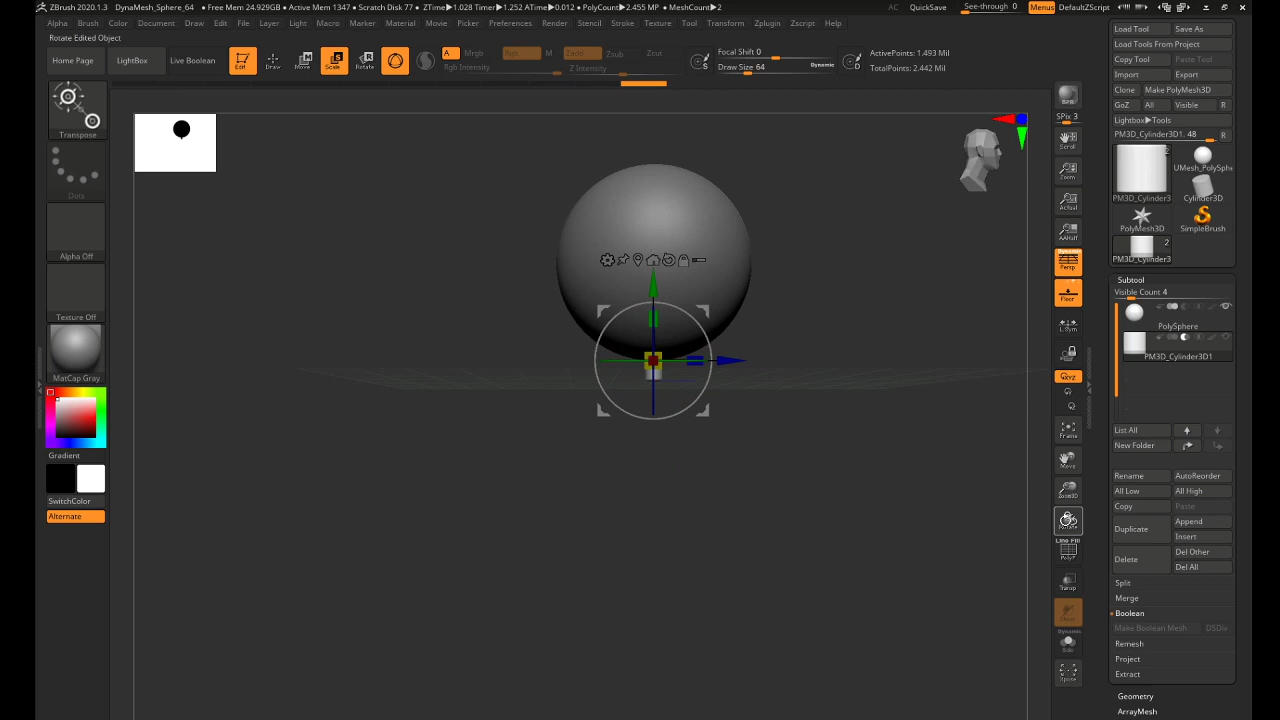 ZBrush 2020.1.3 DynaMesh_Sphere_64 • Free Mem 24.929GB • Active Mem 1347 • Scratch Disk 77 • ZTime▶1.028 Timer▶1.252 ATime▶0.012 • PolyCount▶2.455 MP • MeshCount▶2 AC QuickSave See-through 0 Menus DefaultZScript
Alpha Brush Color Document Draw Edit File Layer Light Macro Marker Material Movie Picker Preferences Render Stencil Stroke Texture Tool Transform Zplugin Zscript Help
Rotate Edited Object
Home Page LightBox Live Boolean Edit Draw Move Scale Rotate
A Mrgb Rgb M Zadd Zsub Zcut
Rgb Intensity Z Intensity
S Focal Shift 0
Draw Size 64 Dynamic
D ActivePoints: 1.493 Mil
TotalPoints: 2.442 Mil
Transpose
Dots
Alpha Off
Texture Off
MatCap Gray
Gradient
SwitchColor
Alternate
BPR
SPix 3
Scroll
Zoom
Actual
AAHalf
Dynamic
Persp
Floor
L.Sym
XYZ
Y
Z
Frame
Move
Zoom3D
Rotate
Line Fill
PolyF
Transp
Dynamic
Solo
Xpose
Load Tool Save As
Load Tools From Project
Copy Tool Paste Tool
Import Export
Clone Make PolyMesh3D
GoZ All Visible R
Lightbox▶Tools
PM3D_Cylinder3D1. 48 R
2
UMesh_PolySphe
PM3D_Cylinder3 Cylinder3D
PolyMesh3D SimpleBrush
2
PM3D_Cylinder3
Subtool
Visible Count 4
PolySphere
PM3D_Cylinder3D1
List All
New Folder
Rename AutoReorder
All Low All High
Copy Paste
Duplicate Append
Insert
Delete Del Other
Del All
Split
Merge
Boolean
Make Boolean Mesh DSDiv
Remesh
Project
Extract
Geometry
ArrayMesh